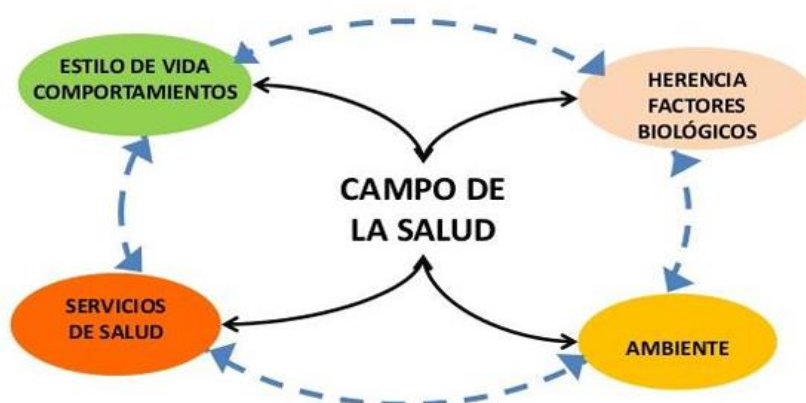 ESTILO DE VIDA
COMPORTAMIENTOS
HERENCIA
FACTORES
BIOLÓGICOS
CAMPO DE
LA SALUD
SERVICIOS
DE SALUD
AMBIENTE